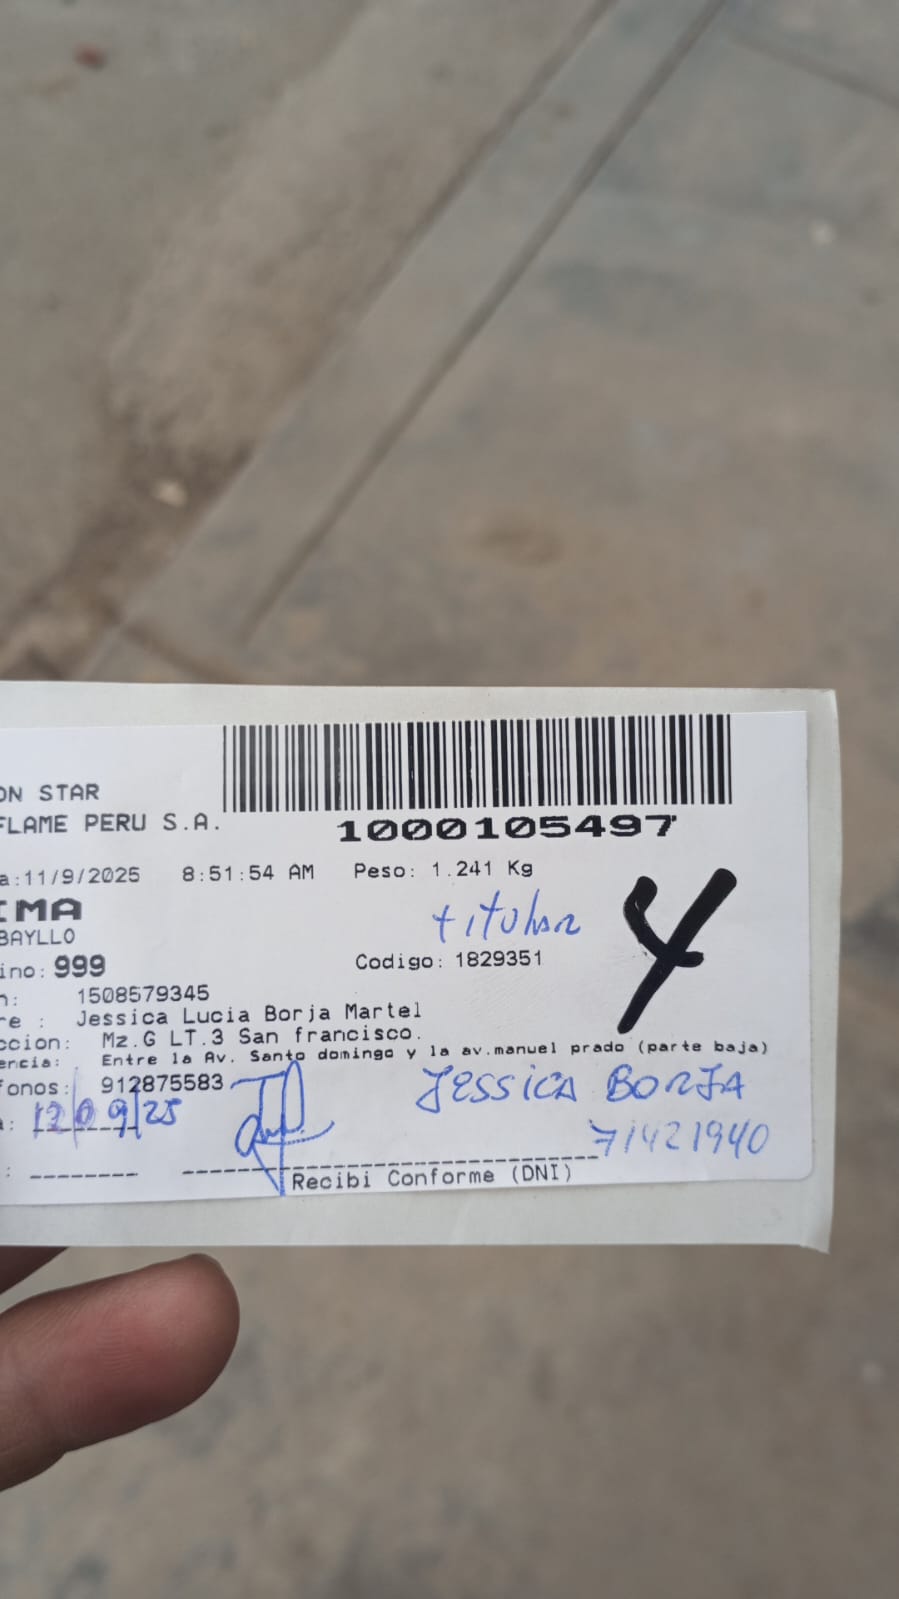 ON STAR
FLAME PERU S.A.
1000105497
a:11/9/2025 8:51:54 AM Peso: 1.241 Kg
IMA
titular
4
BAYLLO
ino: 999
Codigo: 1829351
n: 1508579345
re : Jessica Lucia Borja Martel
ccion: Mz.G LT.3 San francisco.
encia: Entre la Av. Santo domingo y la av.manuel prado (parte baja)
fonos: 912875583
JESSICA BORJA
a: 12/09/25
71421940
: Recibi Conforme (DNI)